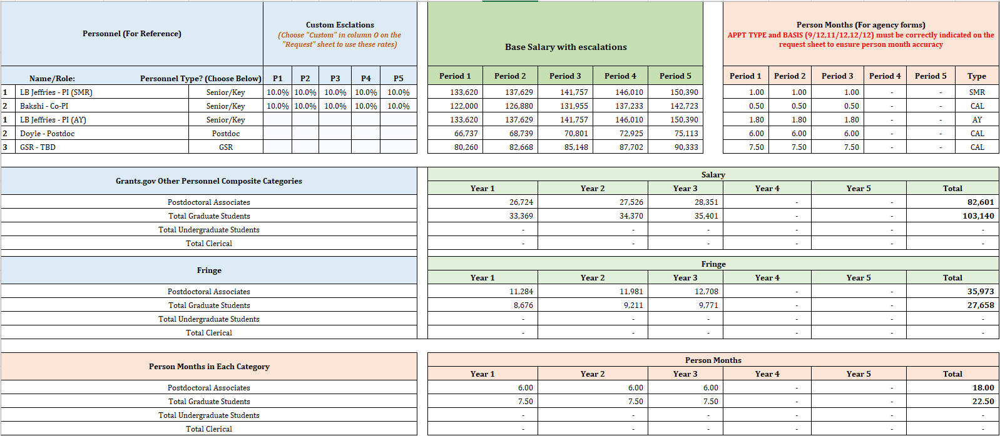 Personnel (For Reference)
Custom Esclations
(Choose "Custom" in column O on the
"Request" sheet to use these rates)
Base Salary with escalations
Person Months (For agency forms)
APPT TYPE and BASIS (9/12,11/12,12/12) must be correctly indicated on the
request sheet to ensure person month accuracy
Name/Role: Personnel Type? (Choose Below) P1 P2 P3 P4 P5 Period 1 Period 2 Period 3 Period 4 Period 5 Period 1 Period 2 Period 3 Period 4 Period 5 Type
1 LB Jeffries - PI (SMR) Senior/Key 10.0% 10.0% 10.0% 10.0% 10.0% 133,620 137,629 141,757 146,010 150,390 1.00 1.00 1.00 - - SMR
2 Bakshi - Co-PI Senior/Key 10.0% 10.0% 10.0% 10.0% 10.0% 122,000 126,880 131,955 137,233 142,723 0.50 0.50 0.50 - - CAL
1 LB Jeffries - PI (AY) Senior/Key 133,620 137,629 141,757 146,010 150,390 1.80 1.80 1.80 - - AY
2 Doyle - Postdoc Postdoc 66,737 68,739 70,801 72,925 75,113 6.00 6.00 6.00 - - CAL
3 GSR - TBD GSR 80,260 82,668 85,148 87,702 90,333 7.50 7.50 7.50 - - CAL
Grants.gov Other Personnel Composite Categories
Salary
Year 1 Year 2 Year 3 Year 4 Year 5 Total
Postdoctoral Associates 26,724 27,526 28,351 - - 82,601
Total Graduate Students 33,369 34,370 35,401 - - 103,140
Total Undergraduate Students - - - - - -
Total Clerical - - - - - -
Fringe
Fringe
Year 1 Year 2 Year 3 Year 4 Year 5 Total
Postdoctoral Associates 11,284 11,981 12,708 - - 35,973
Total Graduate Students 8,676 9,211 9,771 - - 27,658
Total Undergraduate Students - - - - - -
Total Clerical - - - - - -
Person Months in Each Category
Person Months
Year 1 Year 2 Year 3 Year 4 Year 5 Total
Postdoctoral Associates 6.00 6.00 6.00 - - 18.00
Total Graduate Students 7.50 7.50 7.50 - - 22.50
Total Undergraduate Students - - - - - -
Total Clerical - - - - - -